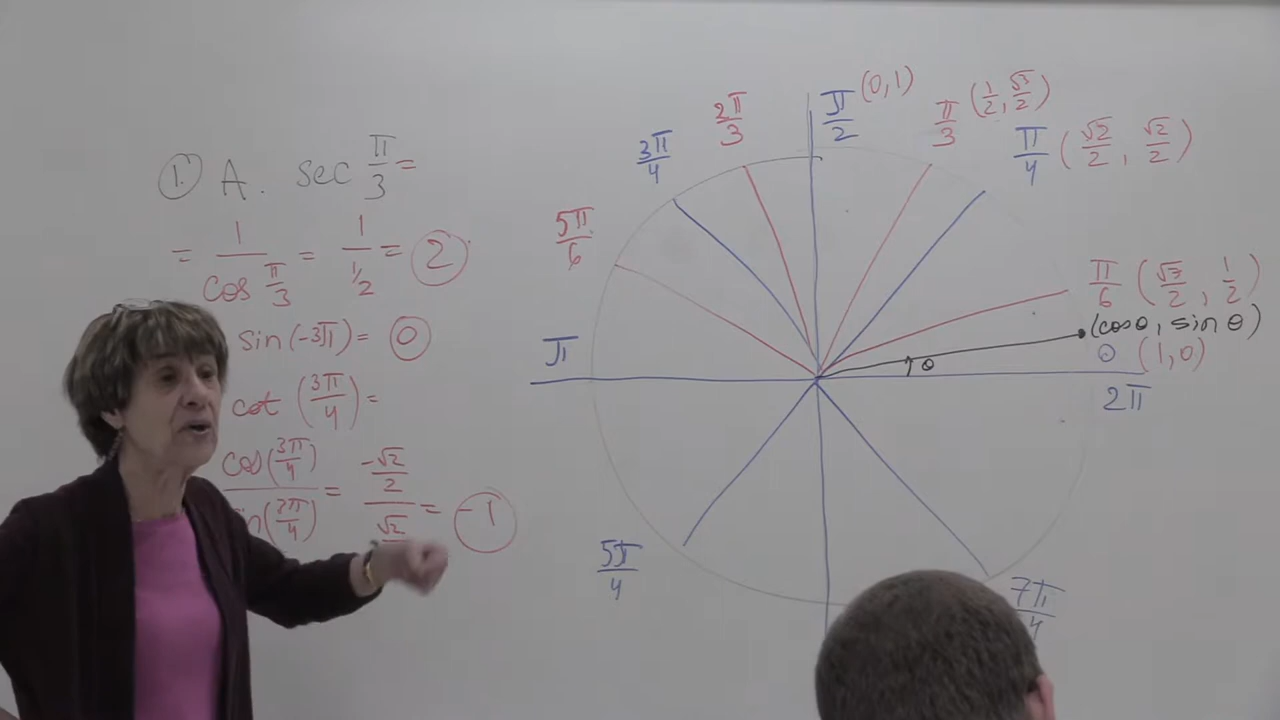 ① A. sec π/3 =
= 1/cos π/3 = 1/(1/2) = 2
sin(-3π) = 0
cot (3π/4) =
cos(3π/4)
in(3π/4)
= (-√2/2)/√2 = -1
π/2 (0,1)
π/3 (1/2, √3/2)
π/4 (√2/2, √2/2)
π/6 (√3/2, 1/2)
(cosθ, sin θ)
0 (1,0)
θ
2π
2π/3
3π/4
5π/6
π
5π/4
7π/4